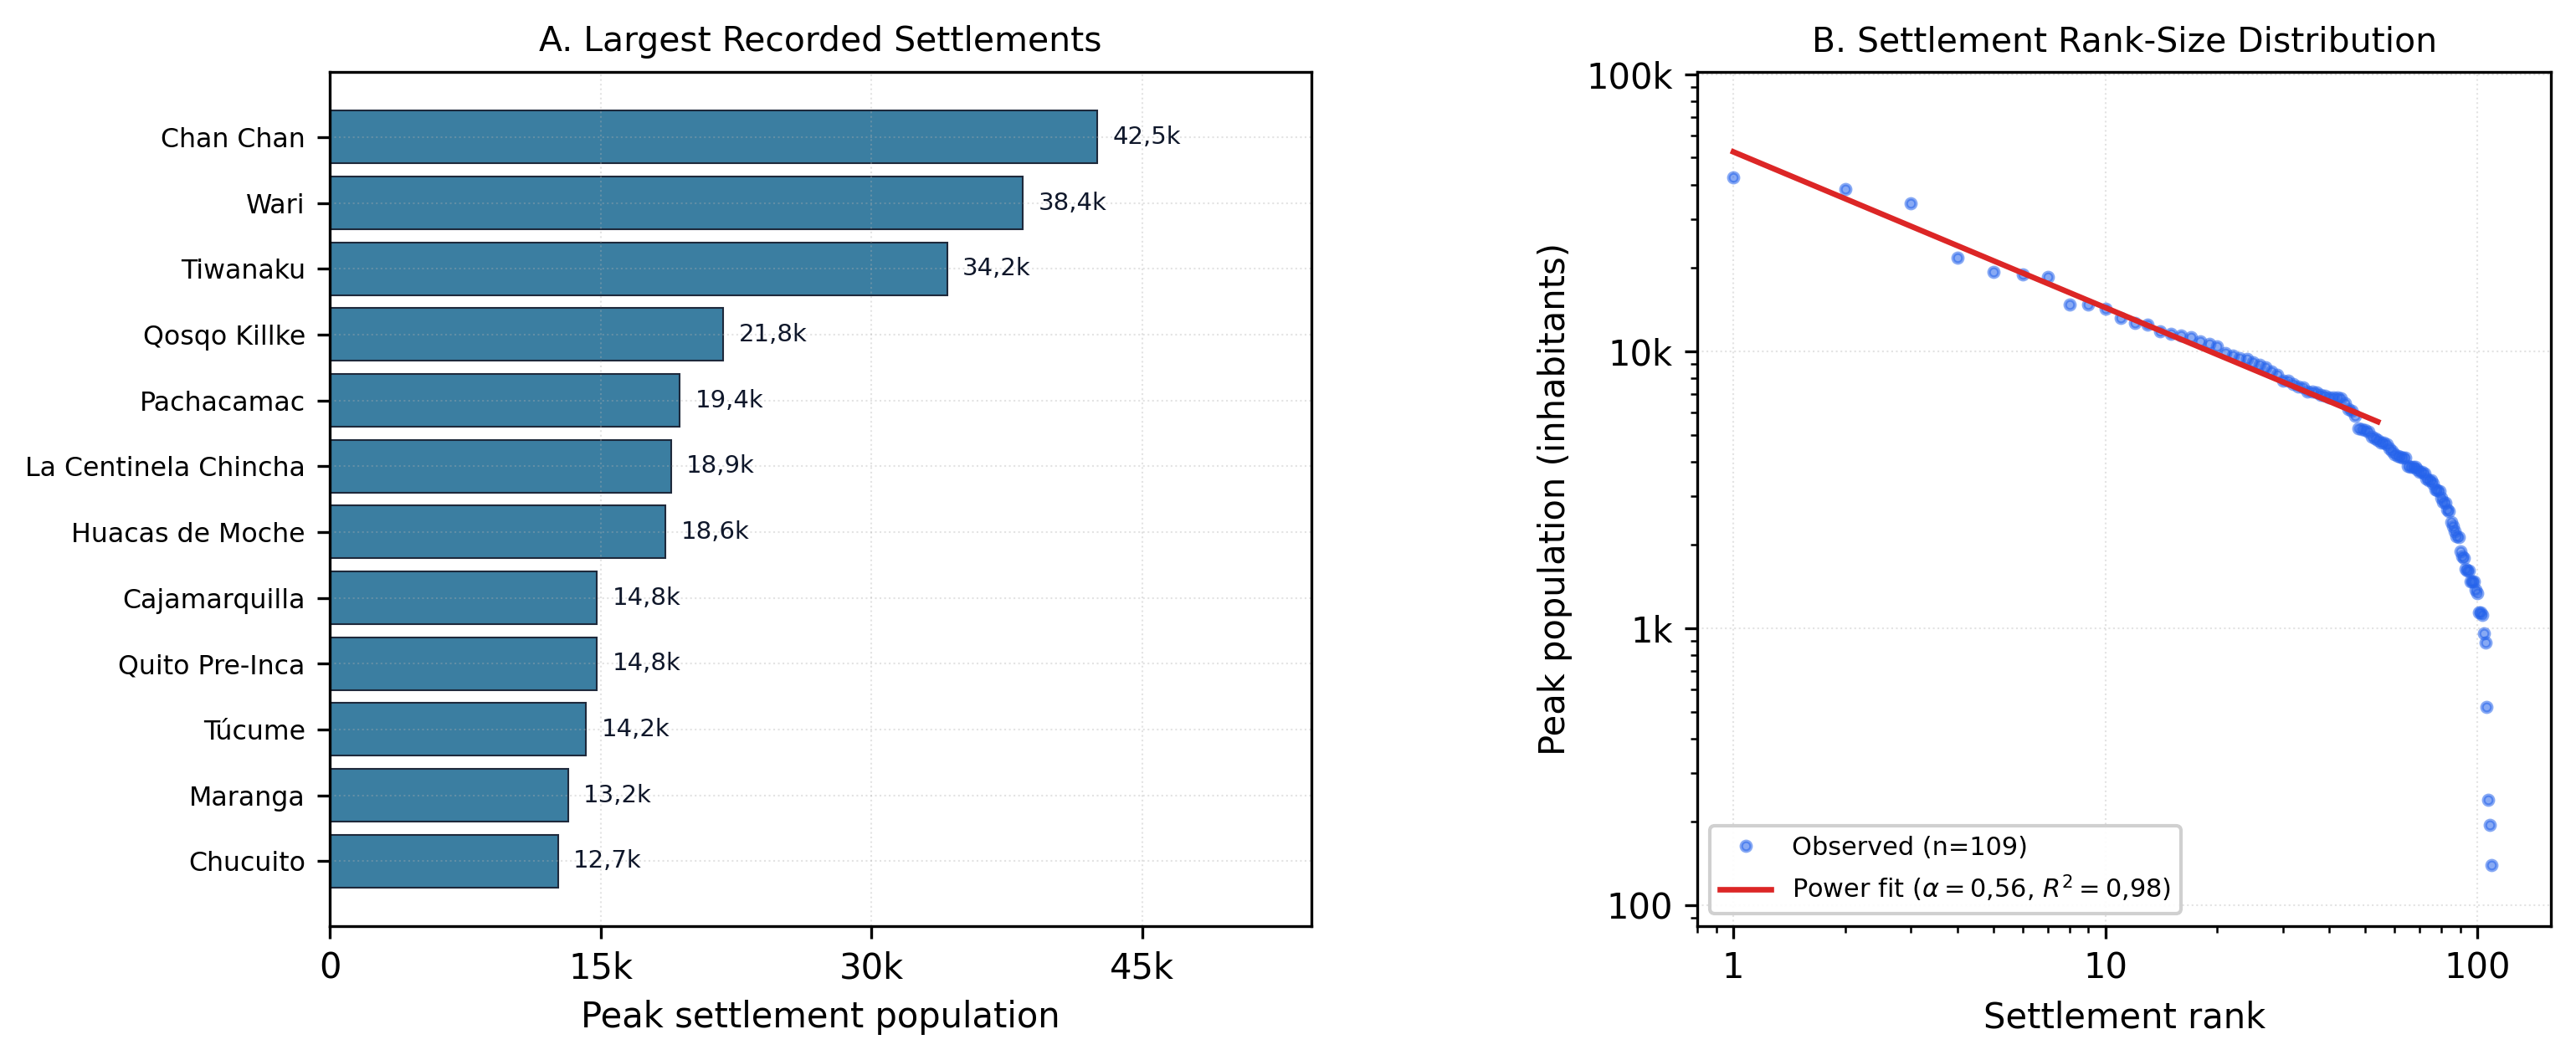 A. Largest Recorded Settlements
Chan Chan
42,5k
Wari
38,4k
Tiwanaku
34,2k
Qosqo Killke
21,8k
Pachacamac
19,4k
La Centinela Chincha
18,9k
Huacas de Moche
18,6k
Cajamarquilla
14,8k
Quito Pre-Inca
14,8k
Túcume
14,2k
Maranga
13,2k
Chucuito
12,7k
0 15k 30k 45k
Peak settlement population
B. Settlement Rank-Size Distribution
Peak population (inhabitants)
100k
10k
1k
100
Observed (n=109)
Power fit (α = 0,56, R² = 0,98)
1 10 100
Settlement rank